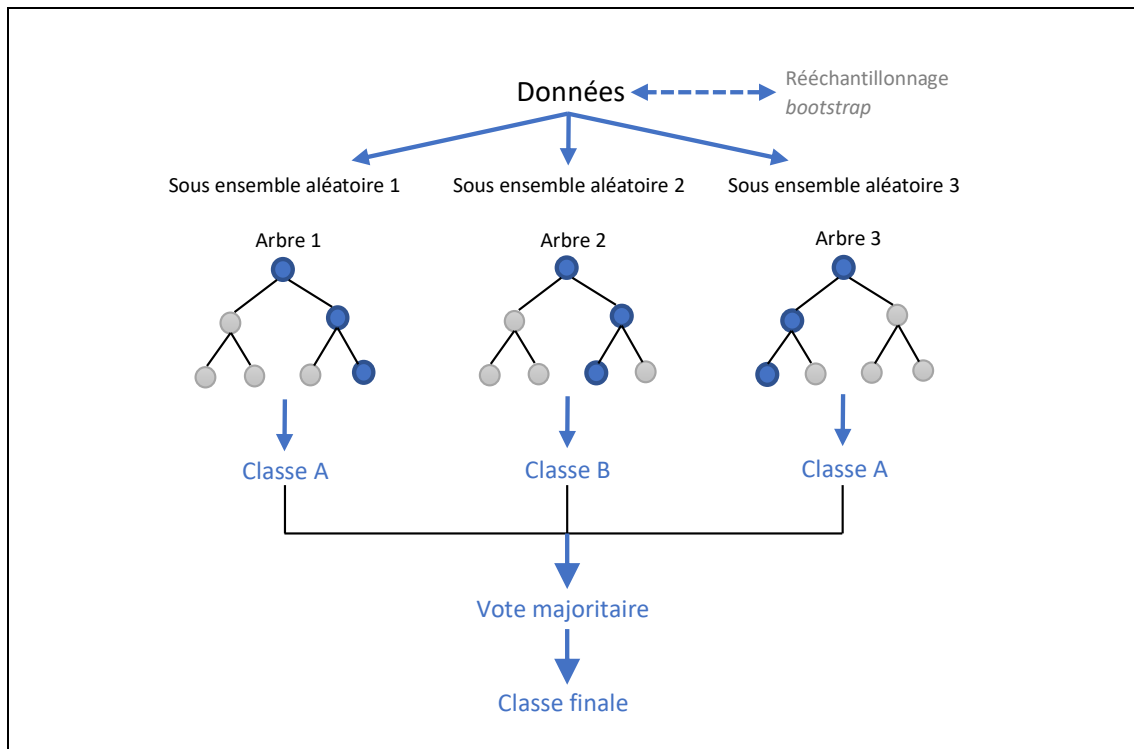 Données
Rééchantillonnage
bootstrap
Sous ensemble aléatoire 1
Sous ensemble aléatoire 2
Sous ensemble aléatoire 3
Arbre 1
Arbre 2
Arbre 3
Classe A
Classe B
Classe A
Vote majoritaire
Classe finale